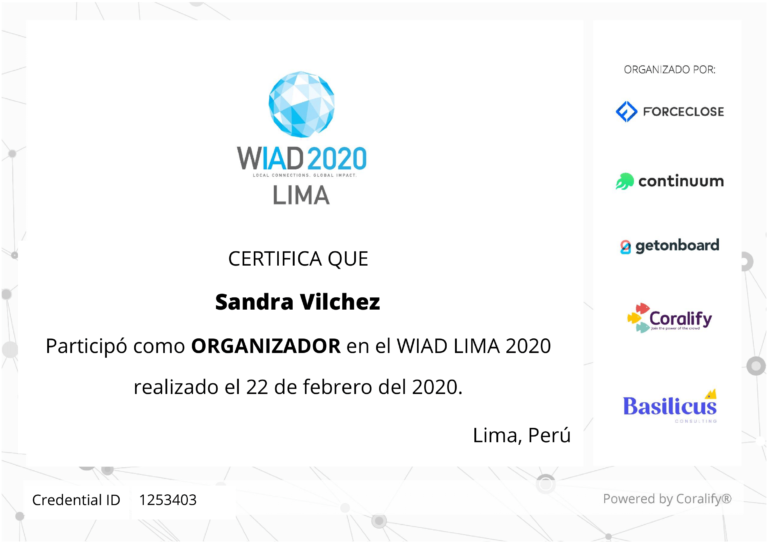 WIAD 2020
LOCAL CONNECTIONS. GLOBAL IMPACT.
LIMA
CERTIFICA QUE
Sandra Vilchez
Participó como ORGANIZADOR en el WIAD LIMA 2020
realizado el 22 de febrero del 2020.
Lima, Perú
ORGANIZADO POR:
FORCECLOSE
continuum
getonboard
Coralify
Join the power of the crowd
Basilicus
CONSULTING
Credential ID 1253403
Powered by Coralify®